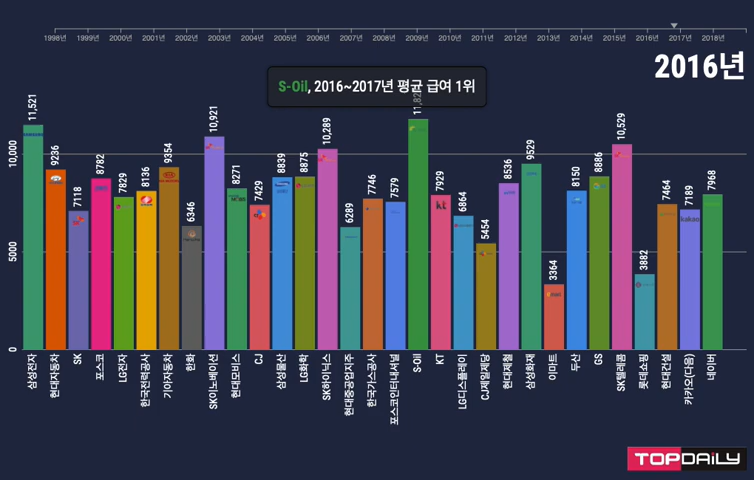 1998년 1999년 2000년 2001년 2002년 2003년 2004년 2005년 2006년 2007년 2008년 2009년 2010년 2011년 2012년 2013년 2014년 2015년 2016년 2017년 2018년
2016년
S-Oil, 2016~2017년 평균 급여 1위
11,521 9236 7118 8782 7829 8136 9354 6346 10,921 8271 7429 8839 8875 10,289 6289 7746 7579 7929 6864 5454 8536 9529 3364 8150 8886 10,529 3882 7464 7189 7968
10,000
5000
0
kt
kakao
삼성전자 현대자동차 SK 포스코 LG전자 한국전력공사 기아자동차 한화 SK이노베이션 현대모비스 CJ 삼성물산 LG화학 SK하이닉스 현대중공업지주 한국가스공사 포스코인터내셔널 S-Oil KT LG디스플레이 CJ제일제당 현대제철 삼성화재 이마트 두산 GS SK텔레콤 롯데쇼핑 현대건설 카카오(다음) 네이버
TOPDAILY